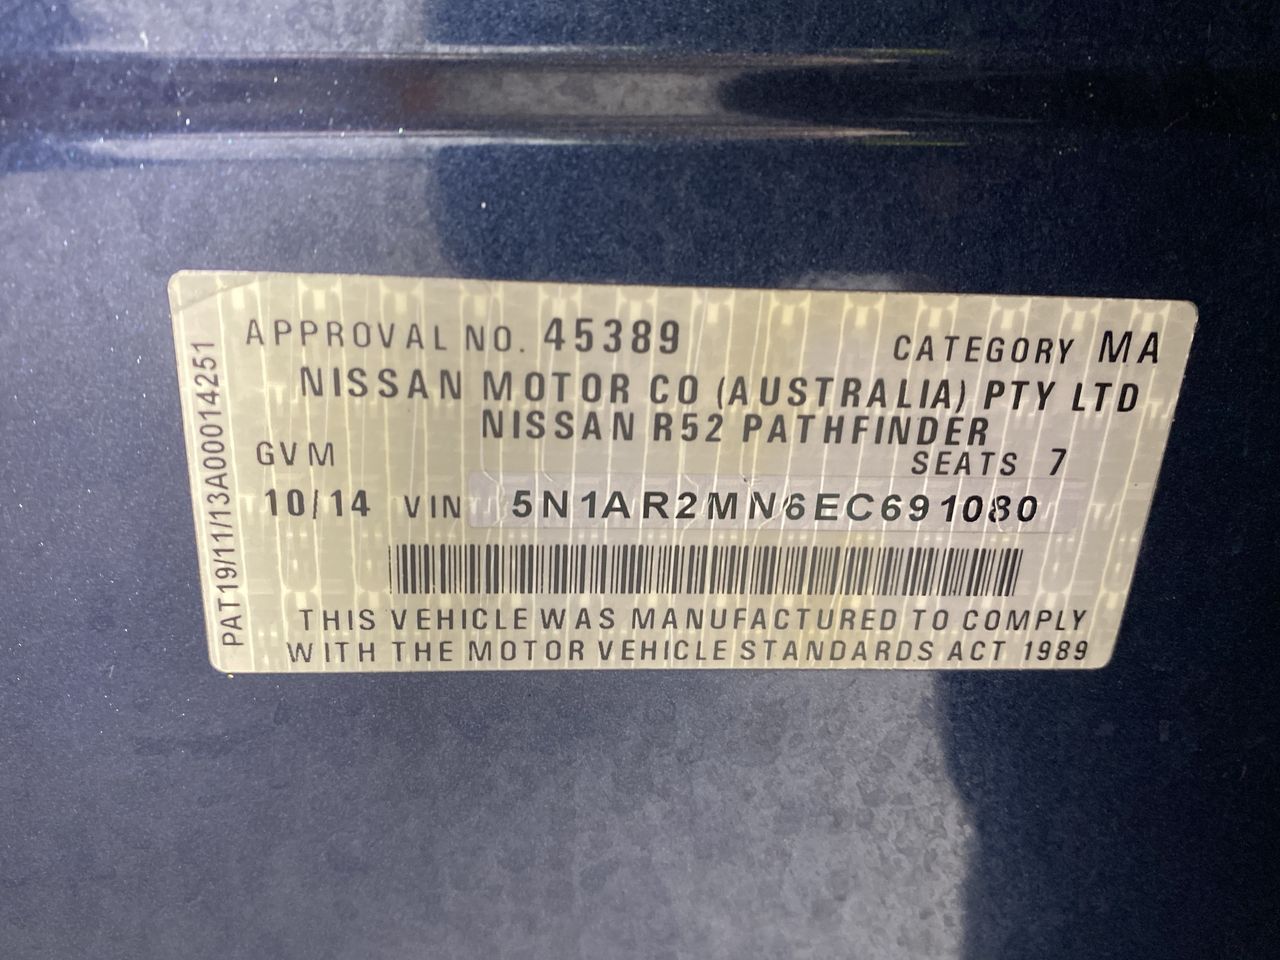 APPROVAL NO. 45389 CATEGORY MA
NISSAN MOTOR CO (AUSTRALIA) PTY LTD
NISSAN R52 PATHFINDER
GVM SEATS 7
10/14 VIN 5N1AR2MN6EC691080
THIS VEHICLE WAS MANUFACTURED TO COMPLY
WITH THE MOTOR VEHICLE STANDARDS ACT 1989
PAT19/11/13A00014251